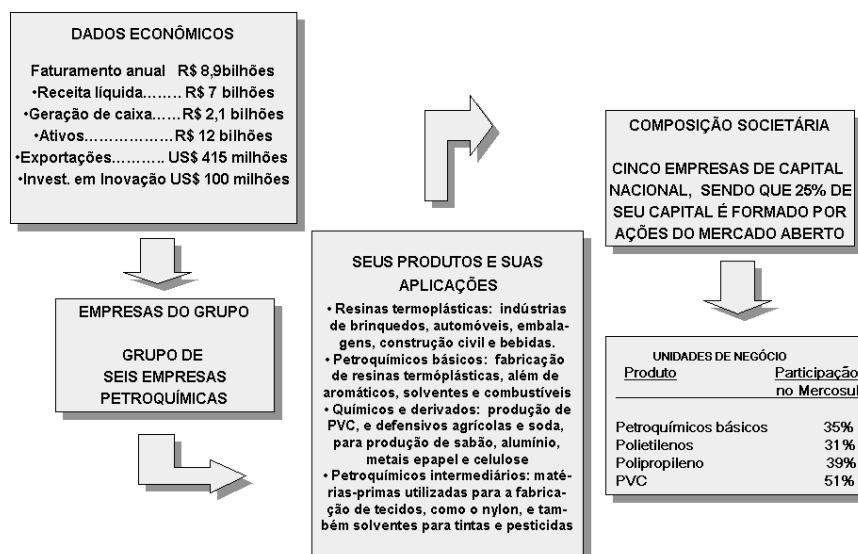 DADOS ECONÔMICOS
Faturamento anual R$ 8,9bilhões
•Receita líquida........ R$ 7 bilhões
•Geração de caixa......R$ 2,1 bilhões
•Ativos..................R$ 12 bilhões
•Exportações........... US$ 415 milhões
•Invest. em Inovação US$ 100 milhões
EMPRESAS DO GRUPO
GRUPO DE
SEIS EMPRESAS
PETROQUÍMICAS
SEUS PRODUTOS E SUAS
APLICAÇÕES
• Resinas termoplásticas: indústrias
de brinquedos, automóveis, embala-
gens, construção civil e bebidas.
• Petroquímicos básicos: fabricação
de resinas termóplásticas, além de
aromáticos, solventes e combustíveis
• Químicos e derivados: produção de
PVC, e defensivos agrícolas e soda,
para produção de sabão, alumínio,
metais epapel e celulose
• Petroquímicos intermediários: maté-
rias-primas utilizadas para a fabrica-
ção de tecidos, como o nylon, e tam-
bém solventes para tintas e pesticidas
COMPOSIÇÃO SOCIETÁRIA
CINCO EMPRESAS DE CAPITAL
NACIONAL, SENDO QUE 25% DE
SEU CAPITAL É FORMADO POR
AÇÕES DO MERCADO ABERTO
UNIDADES DE NEGÓCIO
Produto Participação
no Mercosul
Petroquímicos básicos 35%
Polietilenos 31%
Polipropileno 39%
PVC 51%